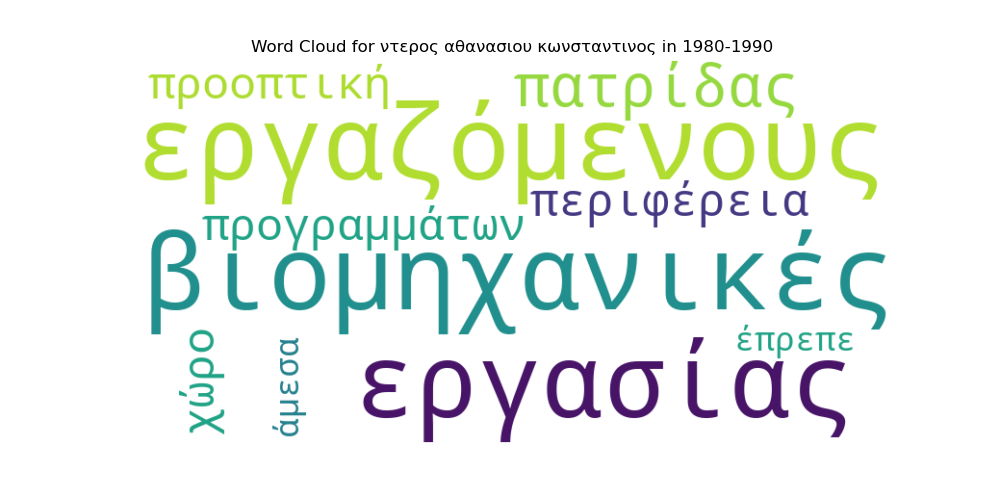 Word Cloud for ντερος αθανασιου κωνσταντινος in 1980-1990
προοπτική
πατρίδας
εργαζόμενους
περιφέρεια
προγραμμάτων
βιομηχανικές
χώρο
άμεσα
έπρεπε
εργασίας